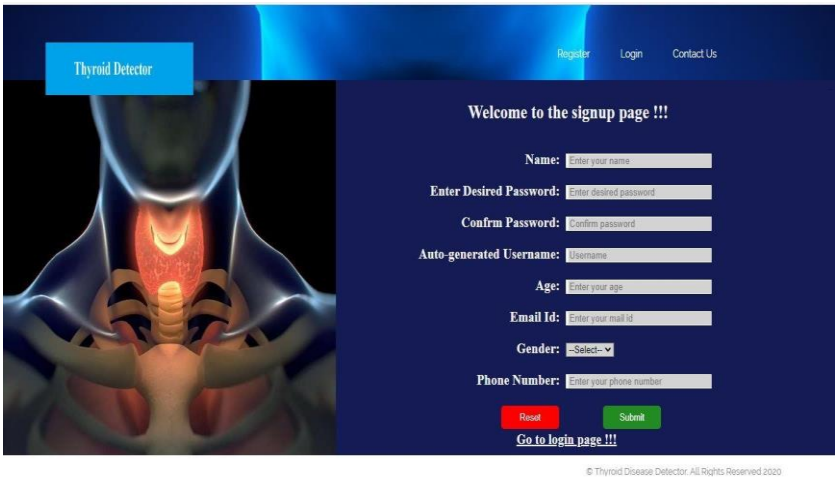 Thyroid Detector
Register Login Contact Us
Welcome to the signup page !!!
Name: Enter your name
Enter Desired Password: Enter desired password
Confrm Password: Confirm password
Auto-generated Username: Username
Age: Enter your age
Email Id: Enter your mail id
Gender: --Select--
Phone Number: Enter your phone number
Reset Submit
Go to login page !!!
© Thyroid Disease Detector. All Rights Reserved 2020